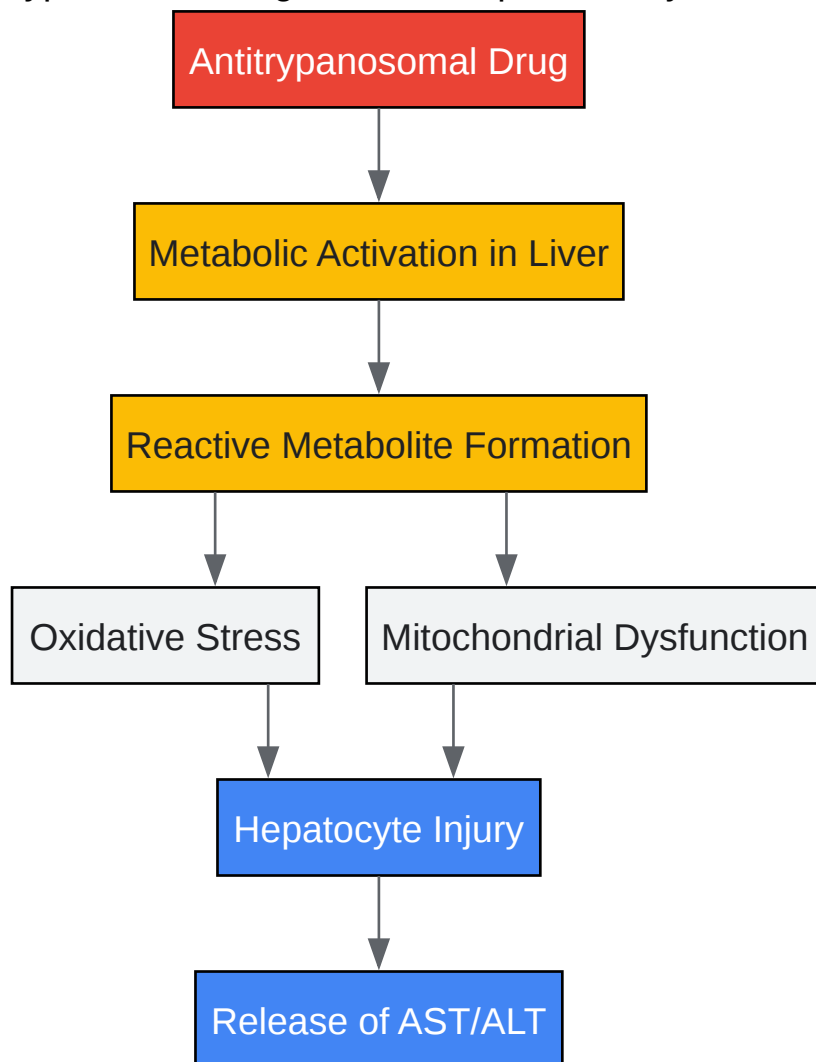 Antitrypanosomal Drug
Metabolic Activation in Liver
Reactive Metabolite Formation
Oxidative Stress
Mitochondrial Dysfunction
Hepatocyte Injury
Release of AST/ALT